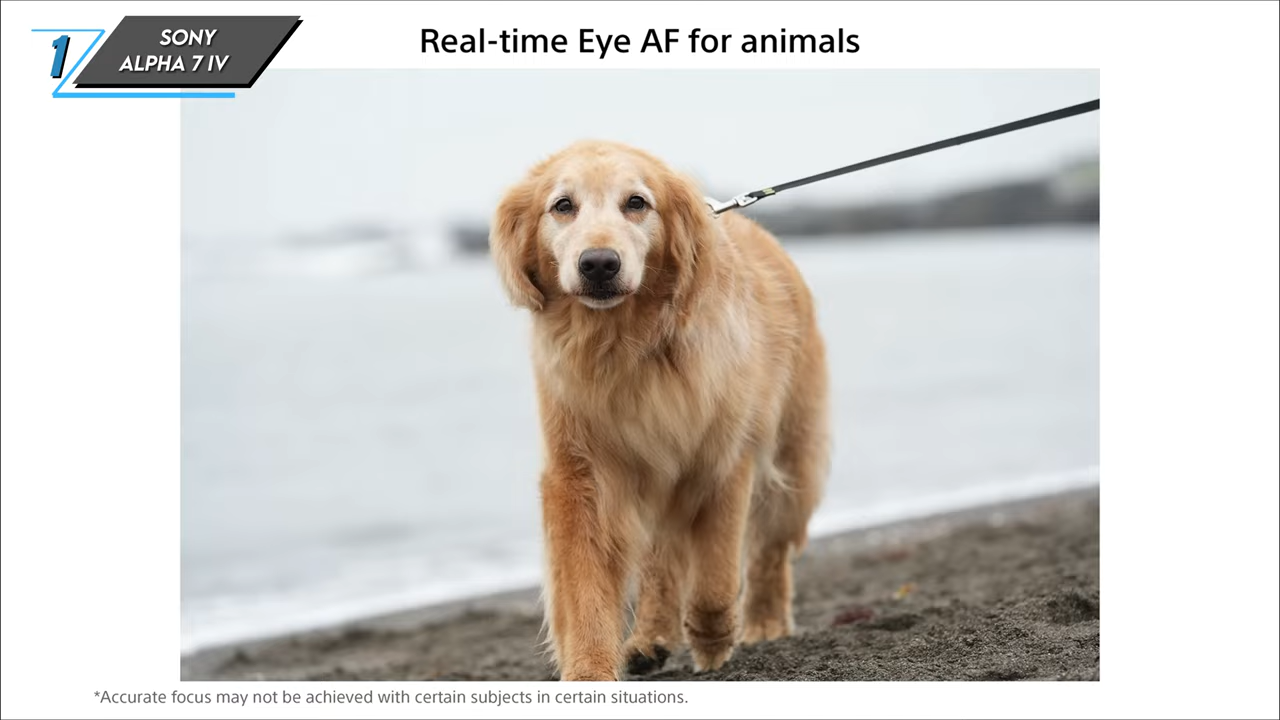 1
SONY
ALPHA 7 IV
Real-time Eye AF for animals
*Accurate focus may not be achieved with certain subjects in certain situations.